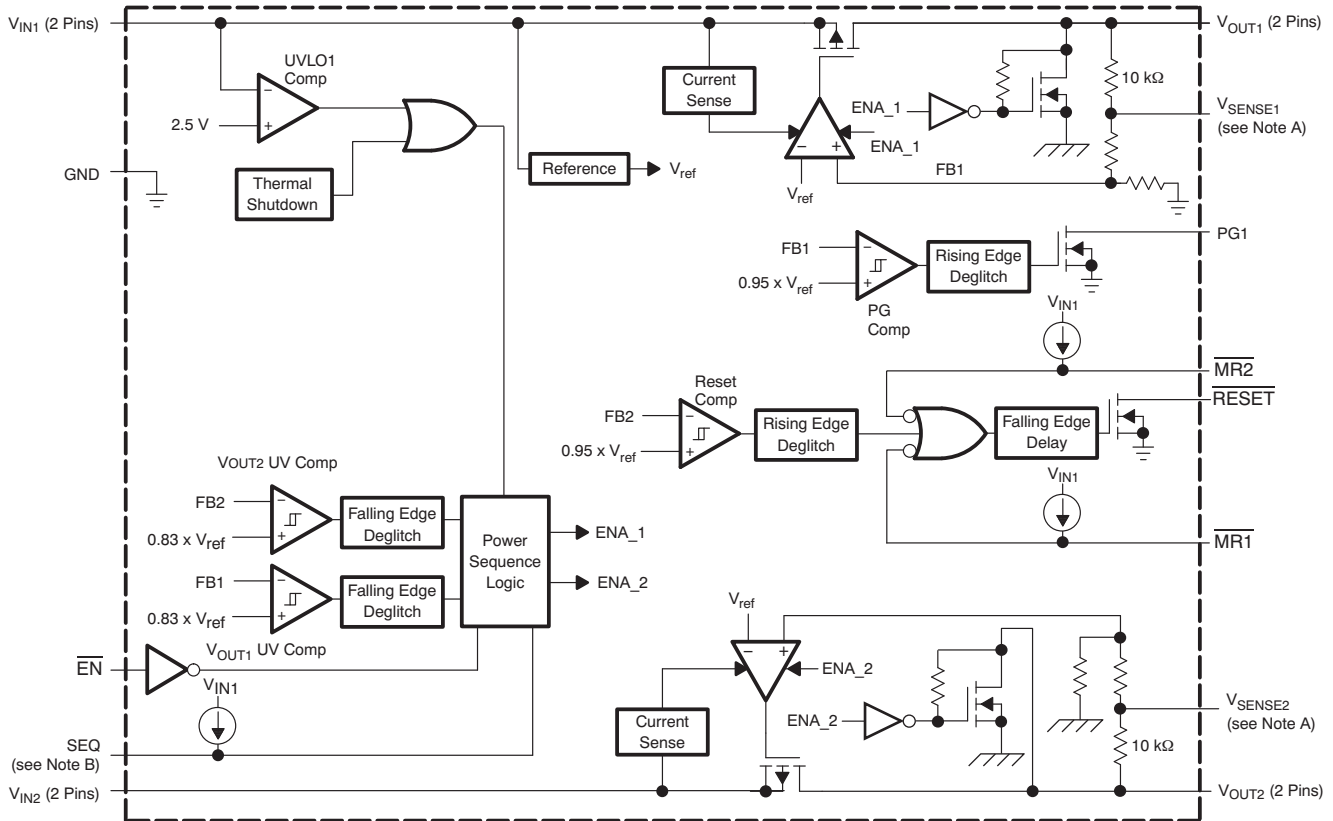 VIN1 (2 Pins)
UVLO1
Comp
−
+
2.5 V
GND
Thermal
Shutdown
Reference
Vref
Current
Sense
ENA_1
ENA_1
−
+
Vref
FB1
10 kΩ
VOUT1 (2 Pins)
VSENSE1
(see Note A)
FB1
−
0.95 x Vref
+
PG
Comp
Rising Edge
Deglitch
PG1
VIN1
MR2
Reset
Comp
FB2
−
0.95 x Vref
+
Rising Edge
Deglitch
Falling Edge
Delay
RESET
VIN1
MR1
VOUT2 UV Comp
FB2
−
0.83 x Vref
+
Falling Edge
Deglitch
FB1
−
0.83 x Vref
+
Falling Edge
Deglitch
VOUT1 UV Comp
Power
Sequence
Logic
ENA_1
ENA_2
EN
VIN1
SEQ
(see Note B)
VIN2 (2 Pins)
Vref
−
+
ENA_2
Current
Sense
ENA_2
10 kΩ
VSENSE2
(see Note A)
VOUT2 (2 Pins)